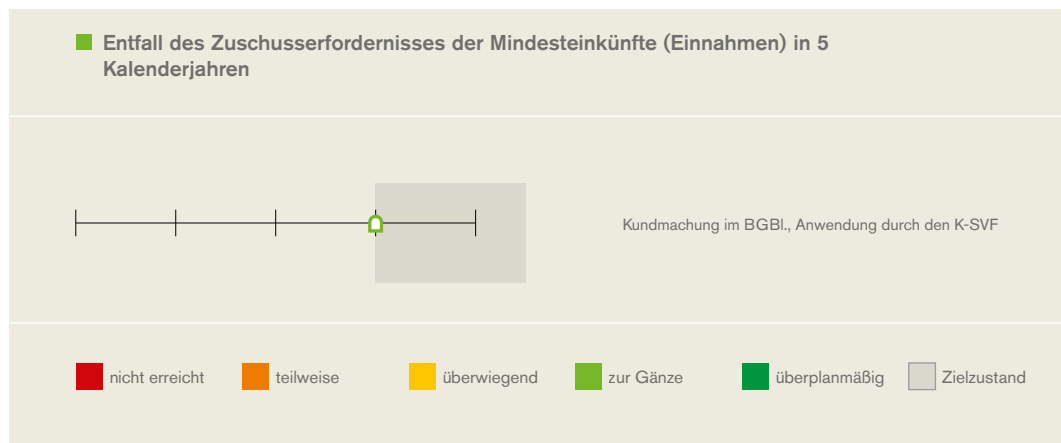 Entfall des Zuschusserfordernisses der Mindesteinkünfte (Einnahmen) in 5
Kalenderjahren
Kundmachung im BGBl., Anwendung durch den K-SVF
nicht erreicht
teilweise
überwiegend
zur Gänze
überplanmäßig
Zielzustand